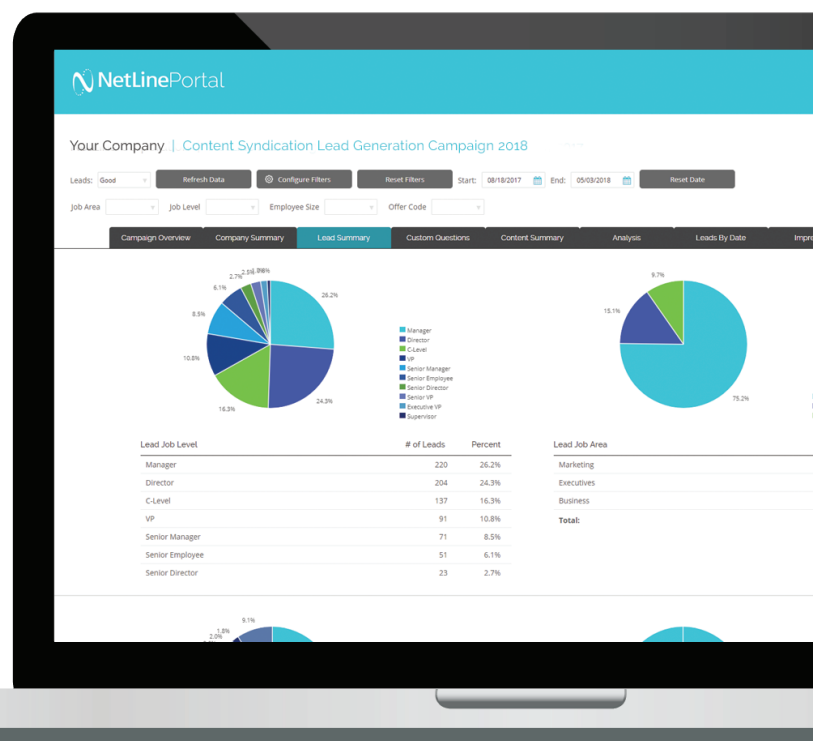 NetLinePortal
Your Company | Content Syndication Lead Generation Campaign 2018
Leads: Good Refresh Data Configure Filters Reset Filters Start: 08/18/2017 End: 05/03/2018 Reset Date
Job Area Job Level Employee Size Offer Code
Campaign Overview Company Summary Lead Summary Custom Questions Content Summary Analysis Leads By Date Impre
26.2%
24.3%
16.3%
10.8%
8.5%
6.1%
2.7%
2.5%
Manager
Director
C-Level
VP
Senior Manager
Senior Employee
Senior Director
Senior VP
Executive VP
Supervisor
9.7%
15.1%
75.2%
Lead Job Level # of Leads Percent
Manager 220 26.2%
Director 204 24.3%
C-Level 137 16.3%
VP 91 10.8%
Senior Manager 71 8.5%
Senior Employee 51 6.1%
Senior Director 23 2.7%
Lead Job Area
Marketing
Executives
Business
Total:
9.1%
1.8%
2.0%